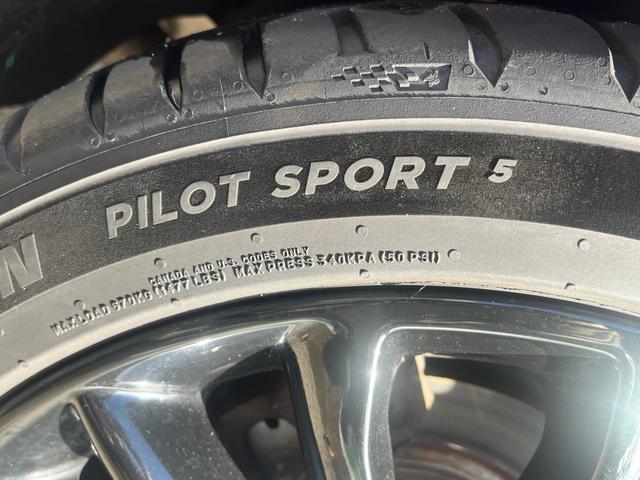 PILOT SPORT 5
CANADA AND U.S. CODES ONLY
MAX LOAD 670KG (1477 LBS) MAX PRESS 340KPA (50 PSI)